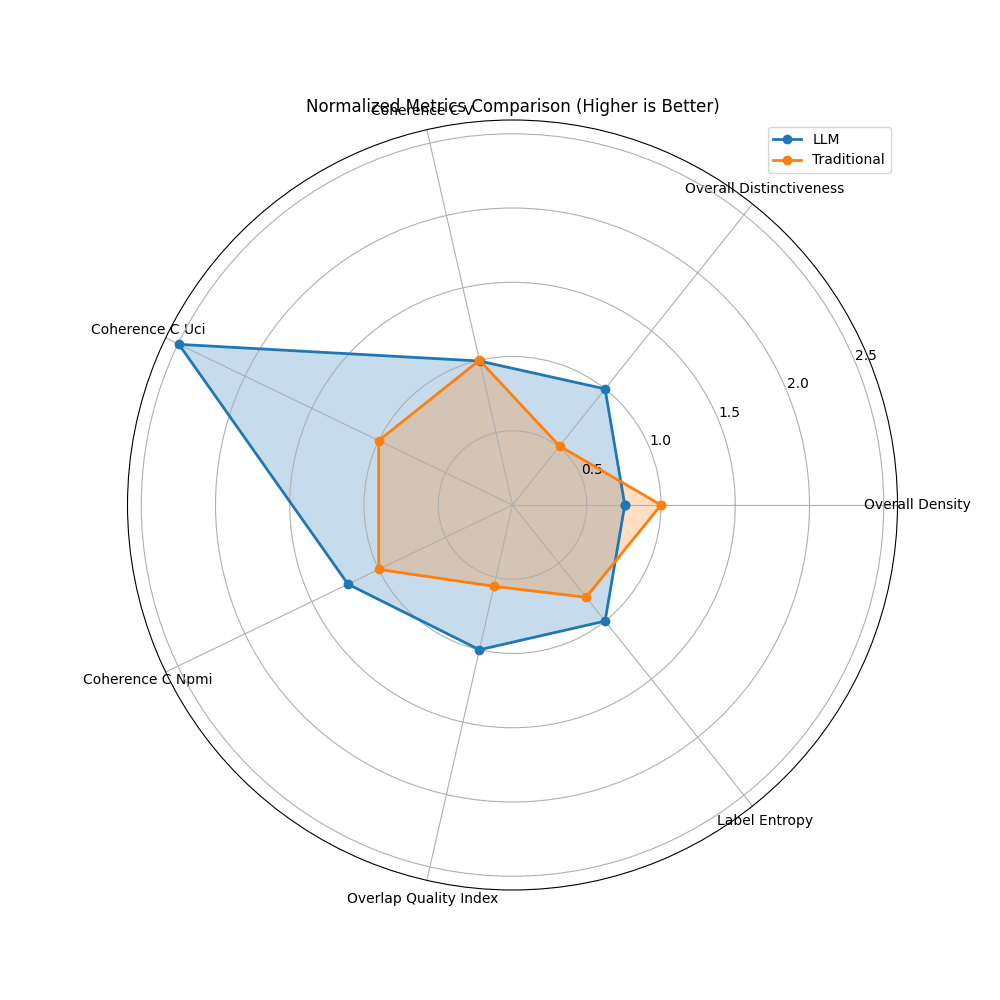 Normalized Metrics Comparison (Higher is Better)
Coherence C V
LLM
Traditional
Overall Distinctiveness
Coherence C Uci
2.5
2.0
1.5
1.0
0.5
Overall Density
Coherence C Npmi
Label Entropy
Overlap Quality Index